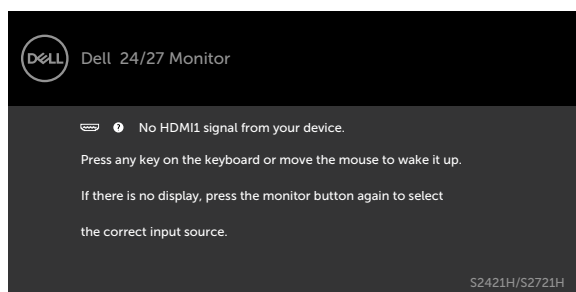 DELL
Dell 24/27 Monitor
? No HDMI1 signal from your device.
Press any key on the keyboard or move the mouse to wake it up.
If there is no display, press the monitor button again to select
the correct input source.
S2421H/S2721H